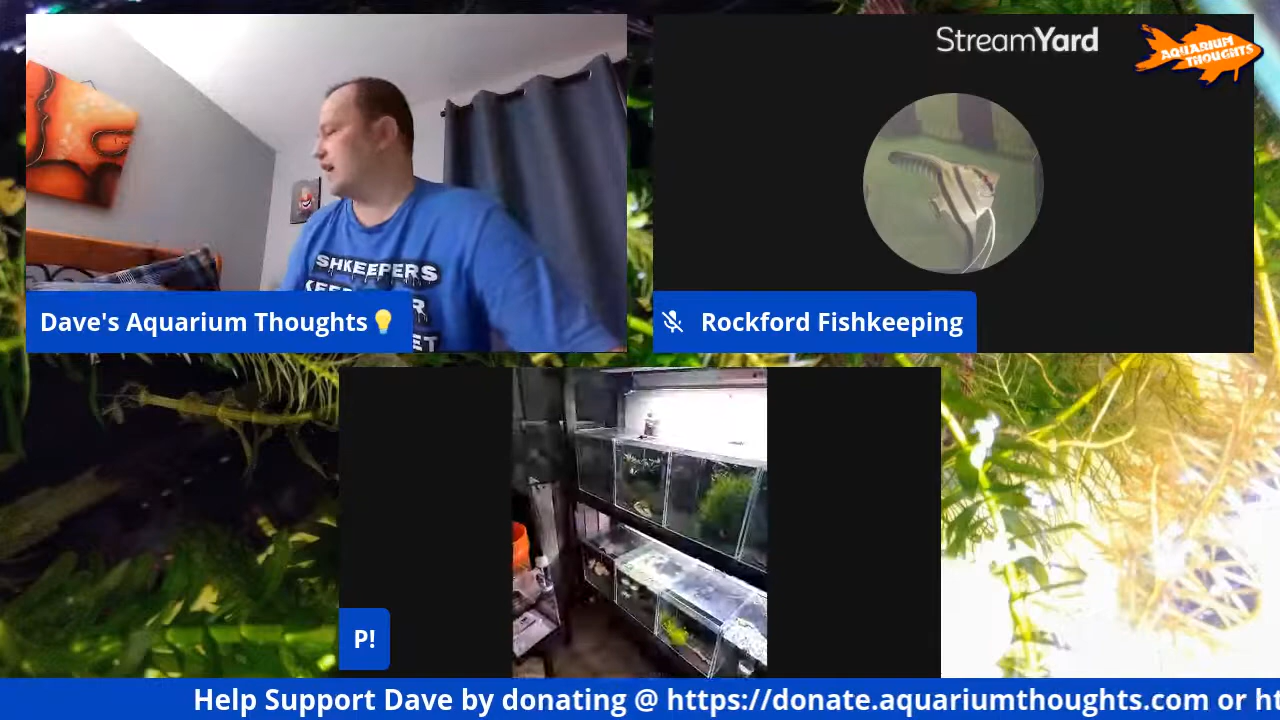 StreamYard
AQUARIUM
THOUGHTS
SHKEEPERS
Dave's Aquarium Thoughts💡
Rockford Fishkeeping
P!
Help Support Dave by donating @ https://donate.aquariumthoughts.com or ht